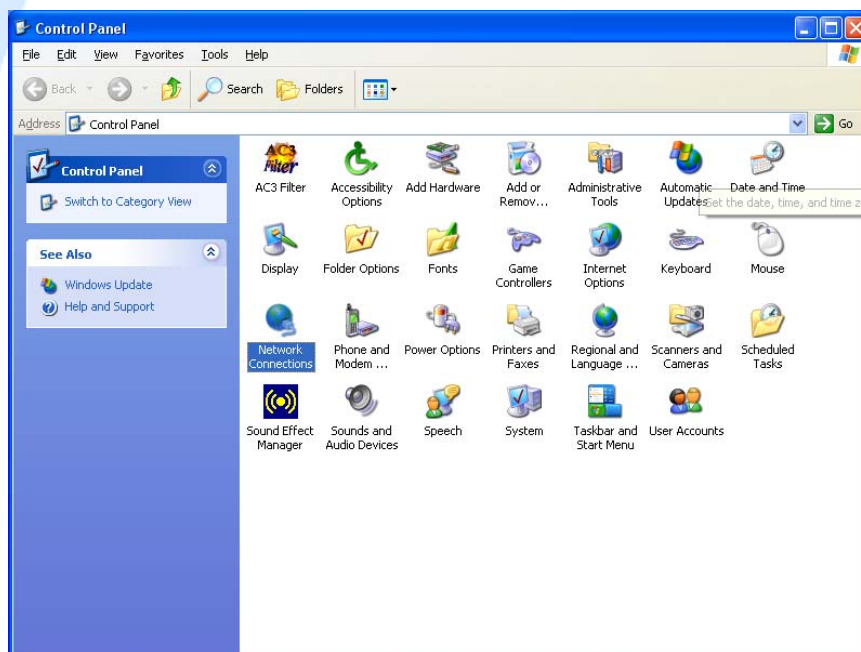 Control Panel
File Edit View Favorites Tools Help
Back Search Folders
Address Control Panel Go
Control Panel
Switch to Category View
See Also
Windows Update
Help and Support
AC3 Filter
AC3 Filter
Accessibility Options
Add Hardware
Add or Remov...
Administrative Tools
Automatic Updates
Date and Time
Set the date, time, and time z
Display
Folder Options
Fonts
Game Controllers
Internet Options
Keyboard
Mouse
Network Connections
Phone and Modem ...
Power Options
Printers and Faxes
Regional and Language ...
Scanners and Cameras
Scheduled Tasks
Sound Effect Manager
Sounds and Audio Devices
Speech
System
Taskbar and Start Menu
User Accounts